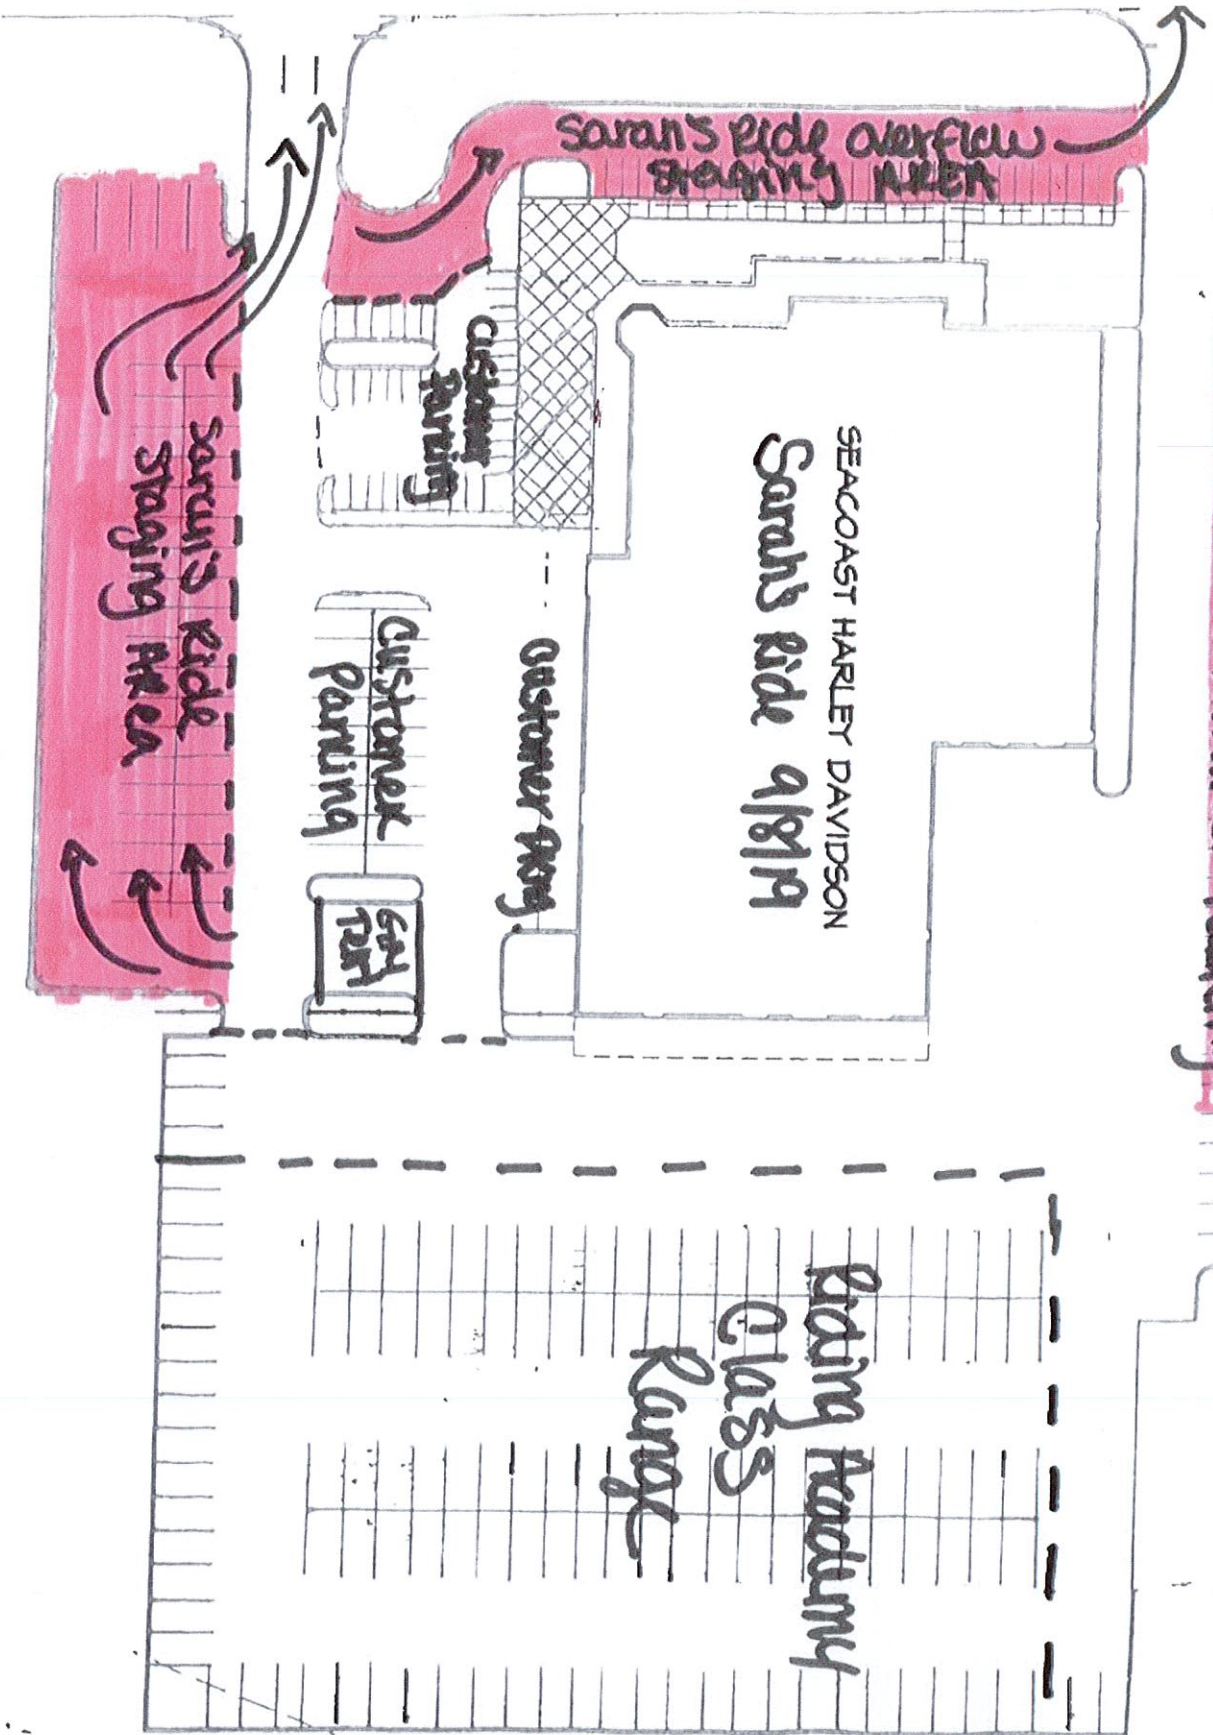 Sarah's Ride overflow
Staging AREA
Customer
Parking
Sarah's Ride
Staging Area
Customer
Parking
Customer Pkng
SEACOAST HARLEY DAVIDSON
Sarah's Ride 9/8/19
Riding Academy
Class
Range